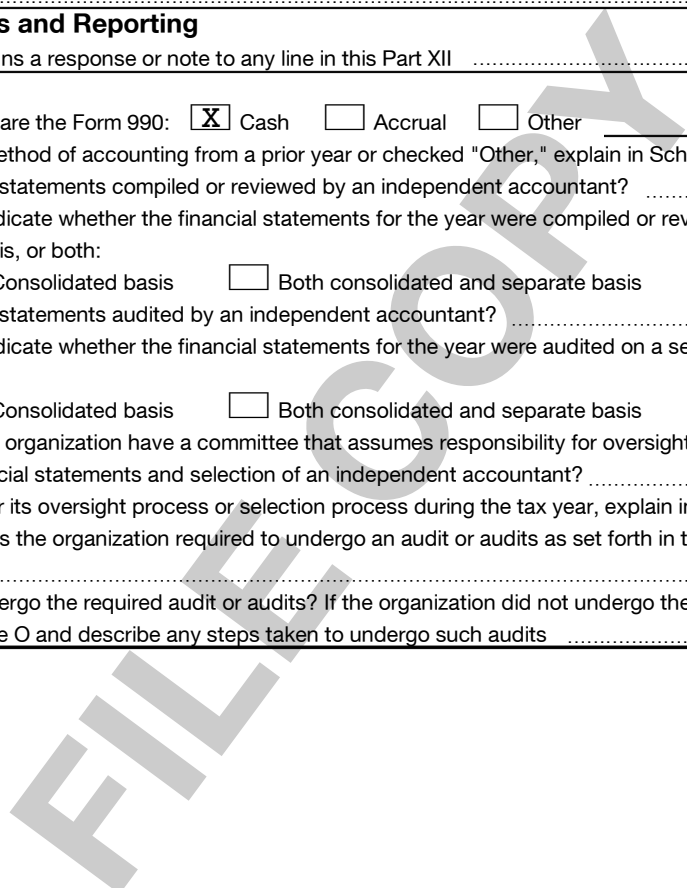 s and Reporting
ns a response or note to any line in this Part XII
are the Form 990: X Cash Accrual Other
ethod of accounting from a prior year or checked "Other," explain in Sch
statements compiled or reviewed by an independent accountant?
dicate whether the financial statements for the year were compiled or rev
is, or both:
Consolidated basis Both consolidated and separate basis
statements audited by an independent accountant?
dicate whether the financial statements for the year were audited on a se
Consolidated basis Both consolidated and separate basis
organization have a committee that assumes responsibility for oversight
cial statements and selection of an independent accountant?
r its oversight process or selection process during the tax year, explain in
s the organization required to undergo an audit or audits as set forth in t
ergo the required audit or audits? If the organization did not undergo the
e O and describe any steps taken to undergo such audits
FILE COPY